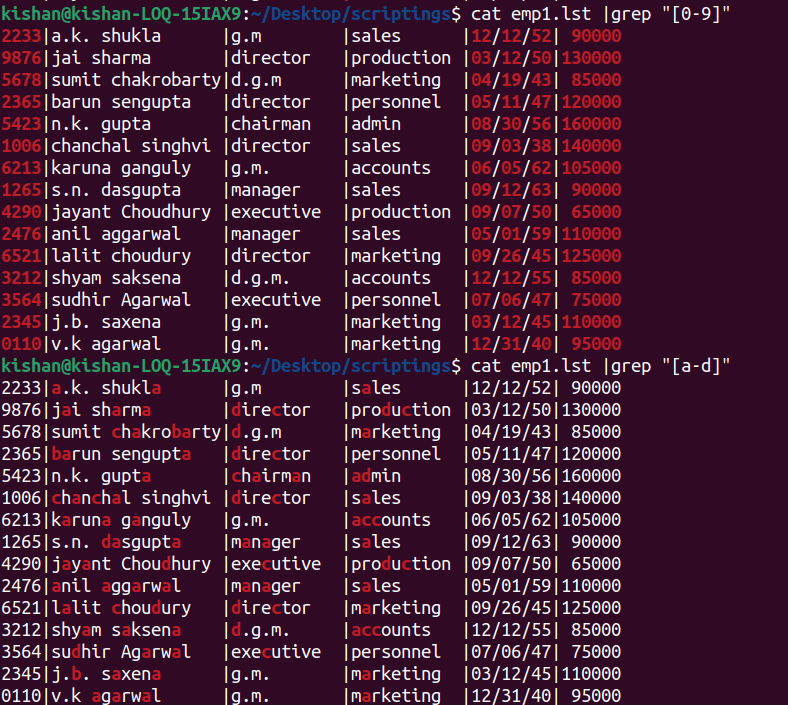 kishan@kishan-LOQ-15IAX9:~/Desktop/scriptings$ cat emp1.lst |grep "[0-9]"
2233|a.k. shukla      |g.m       |sales      |12/12/52| 90000
9876|jai sharma       |director  |production |03/12/50|130000
5678|sumit chakrobarty|d.g.m     |marketing  |04/19/43| 85000
2365|barun sengupta   |director  |personnel  |05/11/47|120000
5423|n.k. gupta       |chairman  |admin      |08/30/56|160000
1006|chanchal singhvi |director  |sales      |09/03/38|140000
6213|karuna ganguly   |g.m.      |accounts   |06/05/62|105000
1265|s.n. dasgupta    |manager   |sales      |09/12/63| 90000
4290|jayant Choudhury |executive |production |09/07/50| 65000
2476|anil aggarwal    |manager   |sales      |05/01/59|110000
6521|lalit choudury   |director  |marketing  |09/26/45|125000
3212|shyam saksena    |d.g.m.    |accounts   |12/12/55| 85000
3564|sudhir Agarwal   |executive |personnel  |07/06/47| 75000
2345|j.b. saxena      |g.m.      |marketing  |03/12/45|110000
0110|v.k agarwal      |g.m.      |marketing  |12/31/40| 95000
kishan@kishan-LOQ-15IAX9:~/Desktop/scriptings$ cat emp1.lst |grep "[a-d]"
2233|a.k. shukla      |g.m       |sales      |12/12/52| 90000
9876|jai sharma       |director  |production |03/12/50|130000
5678|sumit chakrobarty|d.g.m     |marketing  |04/19/43| 85000
2365|barun sengupta   |director  |personnel  |05/11/47|120000
5423|n.k. gupta       |chairman  |admin      |08/30/56|160000
1006|chanchal singhvi |director  |sales      |09/03/38|140000
6213|karuna ganguly   |g.m.      |accounts   |06/05/62|105000
1265|s.n. dasgupta    |manager   |sales      |09/12/63| 90000
4290|jayant Choudhury |executive |production |09/07/50| 65000
2476|anil aggarwal    |manager   |sales      |05/01/59|110000
6521|lalit choudury   |director  |marketing  |09/26/45|125000
3212|shyam saksena    |d.g.m.    |accounts   |12/12/55| 85000
3564|sudhir Agarwal   |executive |personnel  |07/06/47| 75000
2345|j.b. saxena      |g.m.      |marketing  |03/12/45|110000
0110|v.k agarwal      |g.m.      |marketing  |12/31/40| 95000